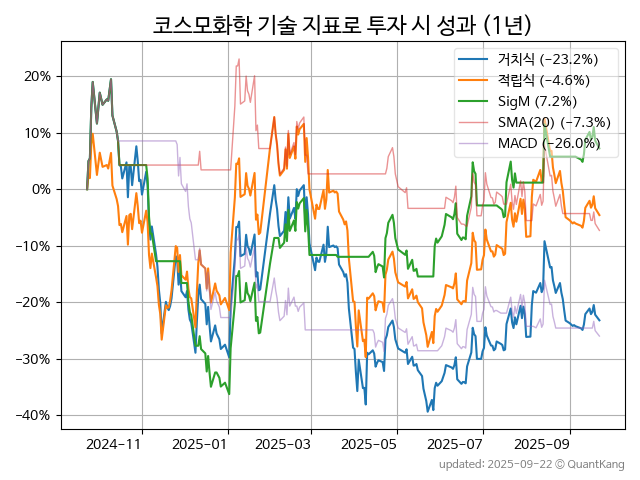 코스모화학 기술 지표로 투자 시 성과 (1년)
거치식 (−23.2%)
적립식 (−4.6%)
SigM (7.2%)
SMA(20) (−7.3%)
MACD (−26.0%)
20%
10%
0%
−10%
−20%
−30%
−40%
2024-11
2025-01
2025-03
2025-05
2025-07
2025-09
updated: 2025-09-22 © QuantKang